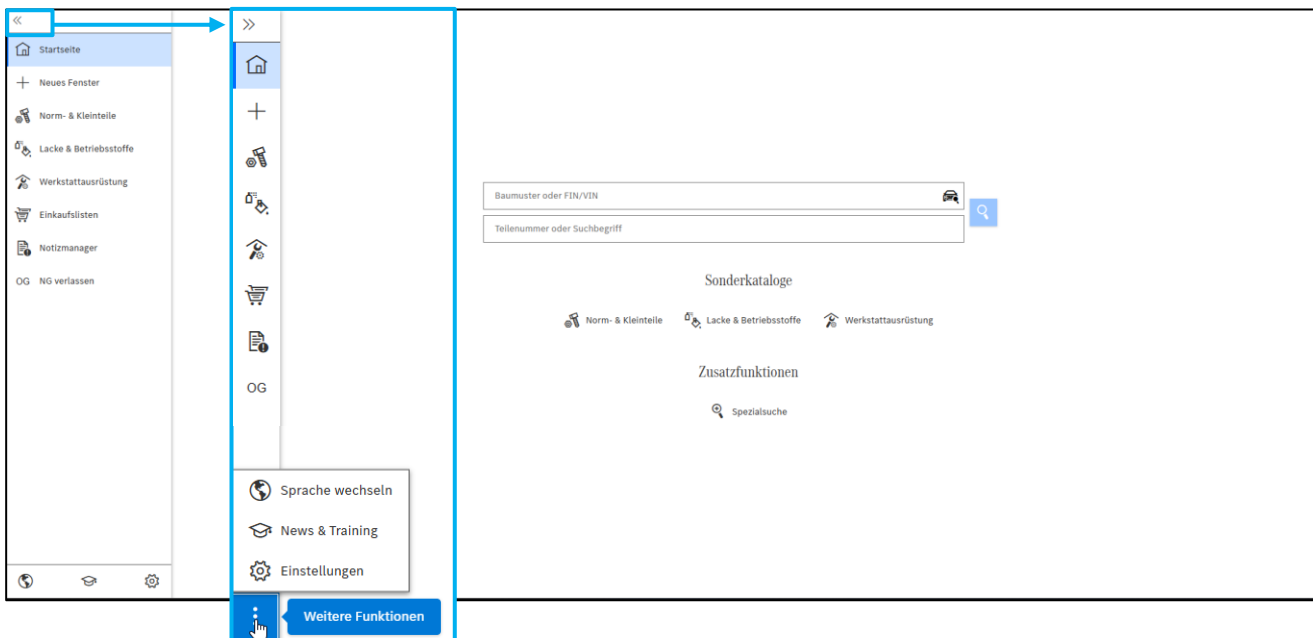 Startseite
Neues Fenster
Norm- & Kleinteile
Lacke & Betriebsstoffe
Werkstattausrüstung
Einkaufslisten
Notizmanager
OG NG verlassen
OG
Sprache wechseln
News & Training
Einstellungen
Weitere Funktionen
Baumuster oder FIN/VIN
Teilenummer oder Suchbegriff
Sonderkataloge
Norm- & Kleinteile Lacke & Betriebsstoffe Werkstattausrüstung
Zusatzfunktionen
Spezialsuche